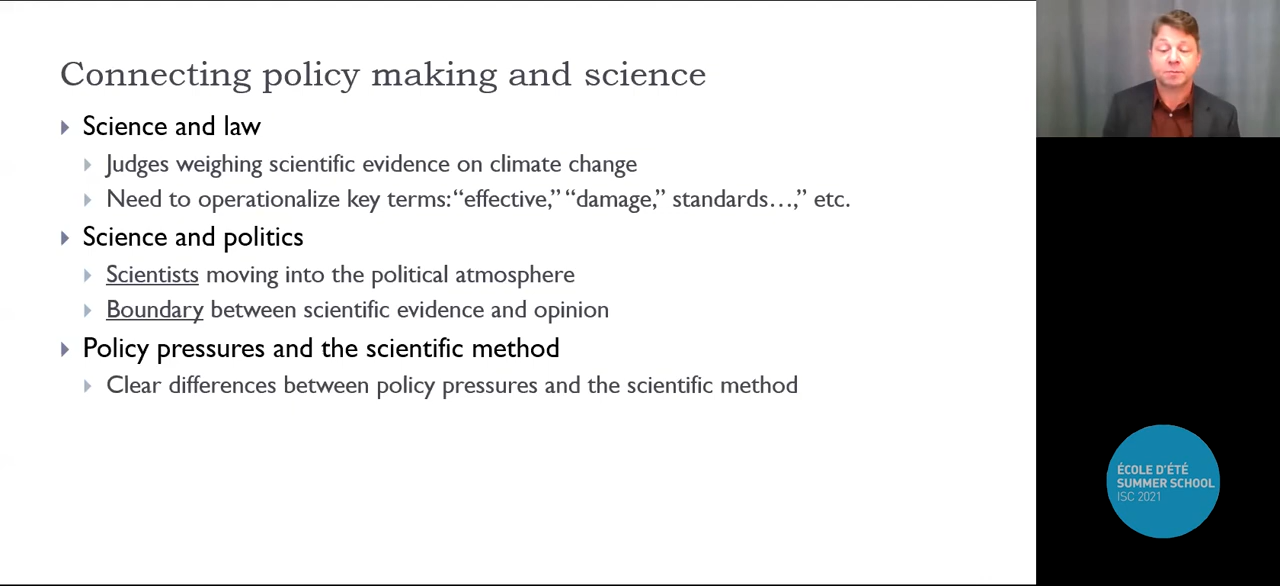 Connecting policy making and science
Science and law
Judges weighing scientific evidence on climate change
Need to operationalize key terms: “effective,” “damage,” standards…,” etc.
Science and politics
Scientists moving into the political atmosphere
Boundary between scientific evidence and opinion
Policy pressures and the scientific method
Clear differences between policy pressures and the scientific method
ÉCOLE D'ÉTÉ
SUMMER SCHOOL
ISC 2021